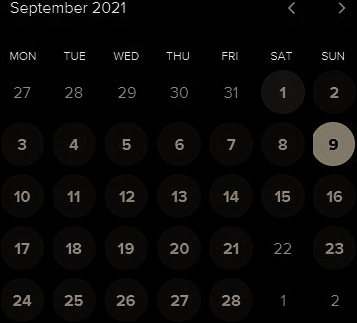 September 2021
MON TUE WED THU FRI SAT SUN
27 28 29 30 31 1 2
3 4 5 6 7 8 9
10 11 12 13 14 15 16
17 18 19 20 21 22 23
24 25 26 27 28 1 2